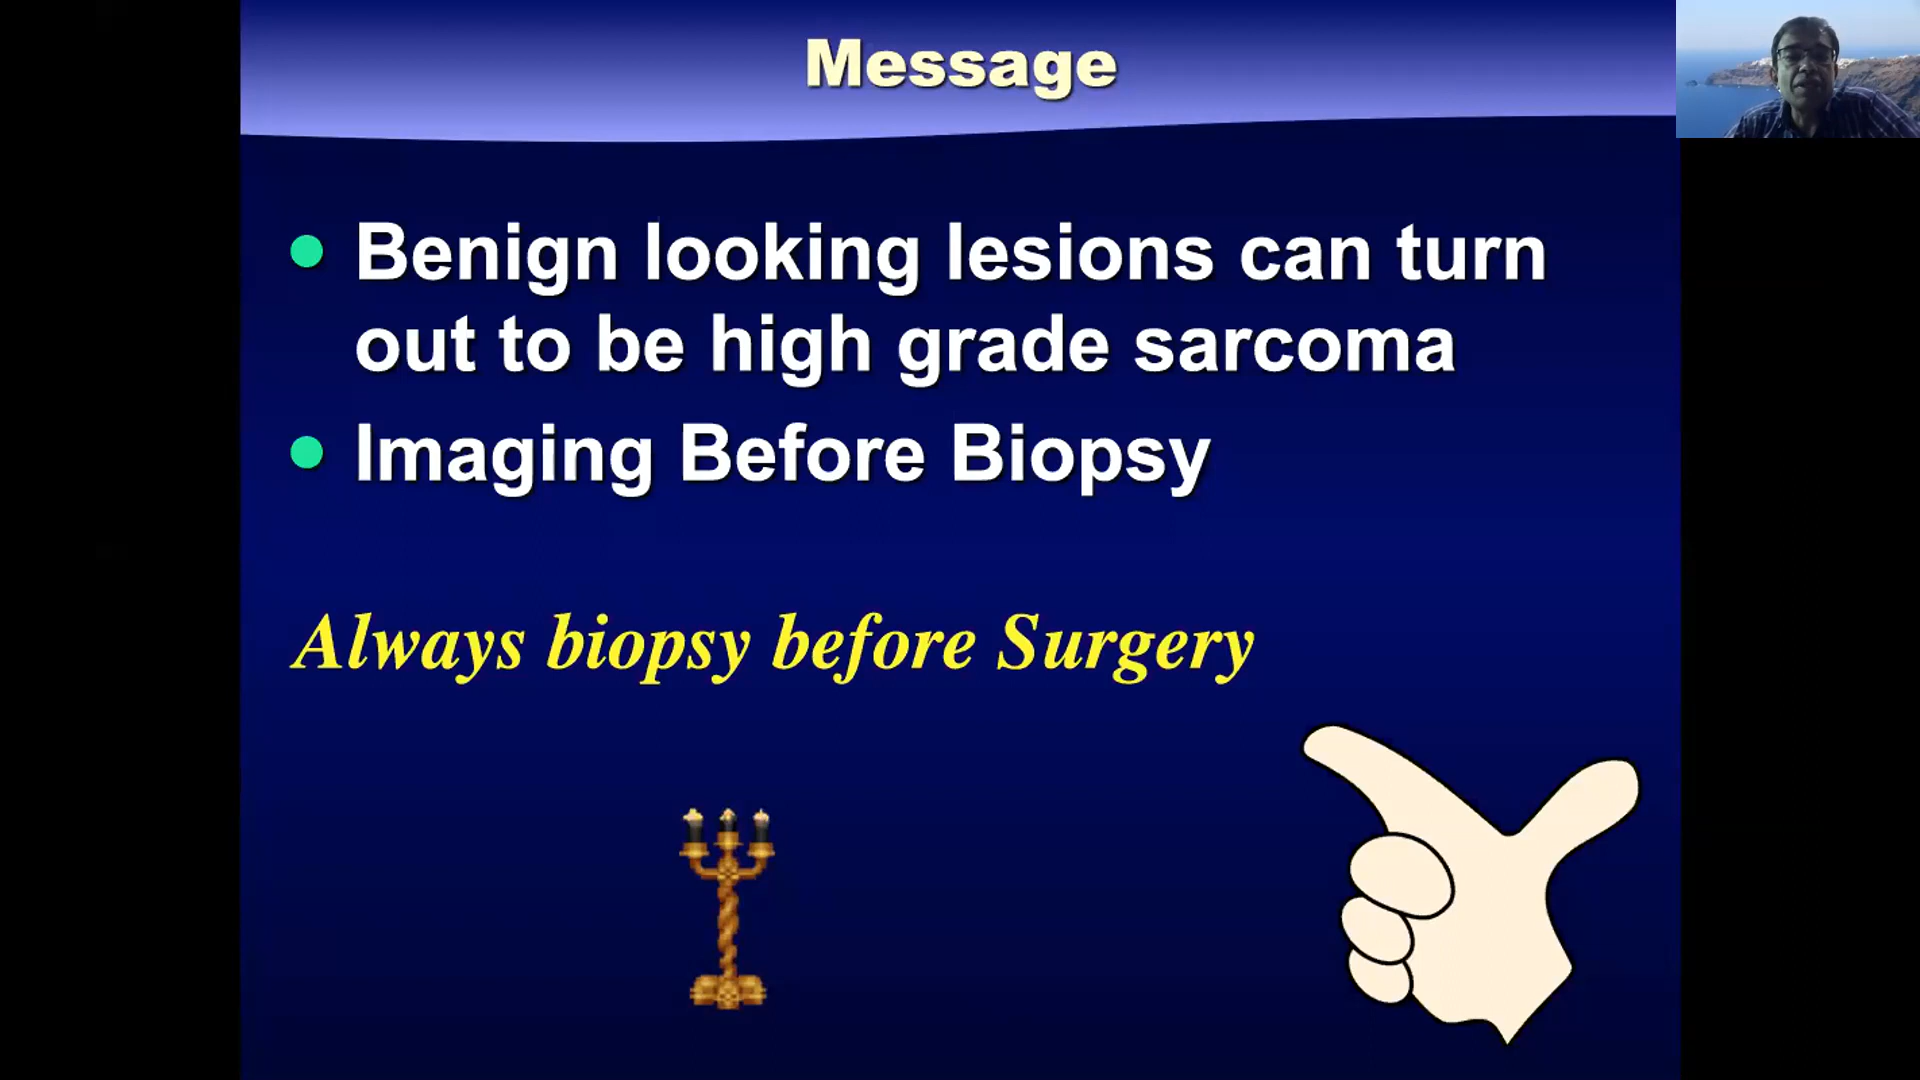 Message
Benign looking lesions can turn
out to be high grade sarcoma
Imaging Before Biopsy
Always biopsy before Surgery